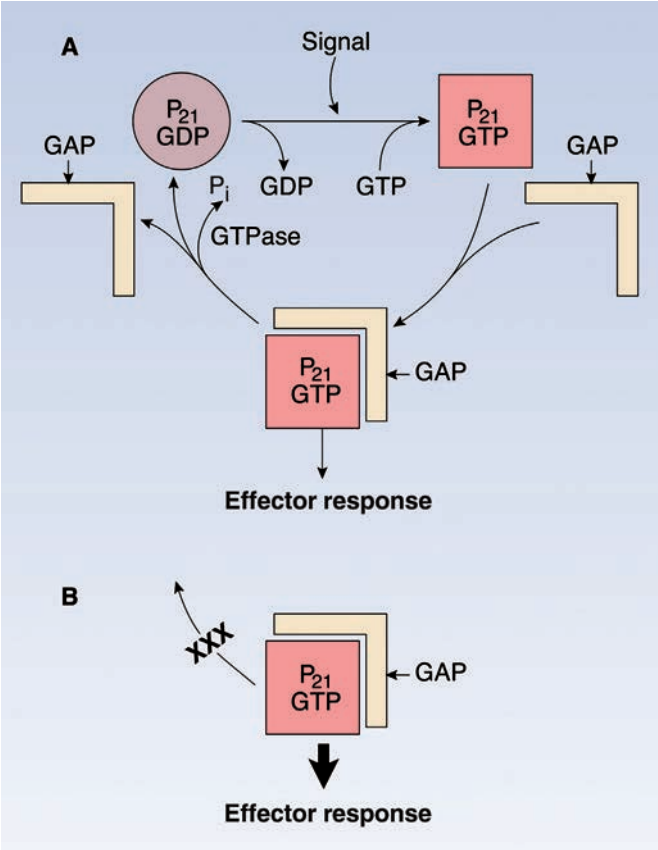 A
Signal
P21
GDP
P21
GTP
GAP
GAP
Pi
GDP
GTP
GTPase
P21
GTP
GAP
Effector response
B
XXX
P21
GTP
GAP
Effector response